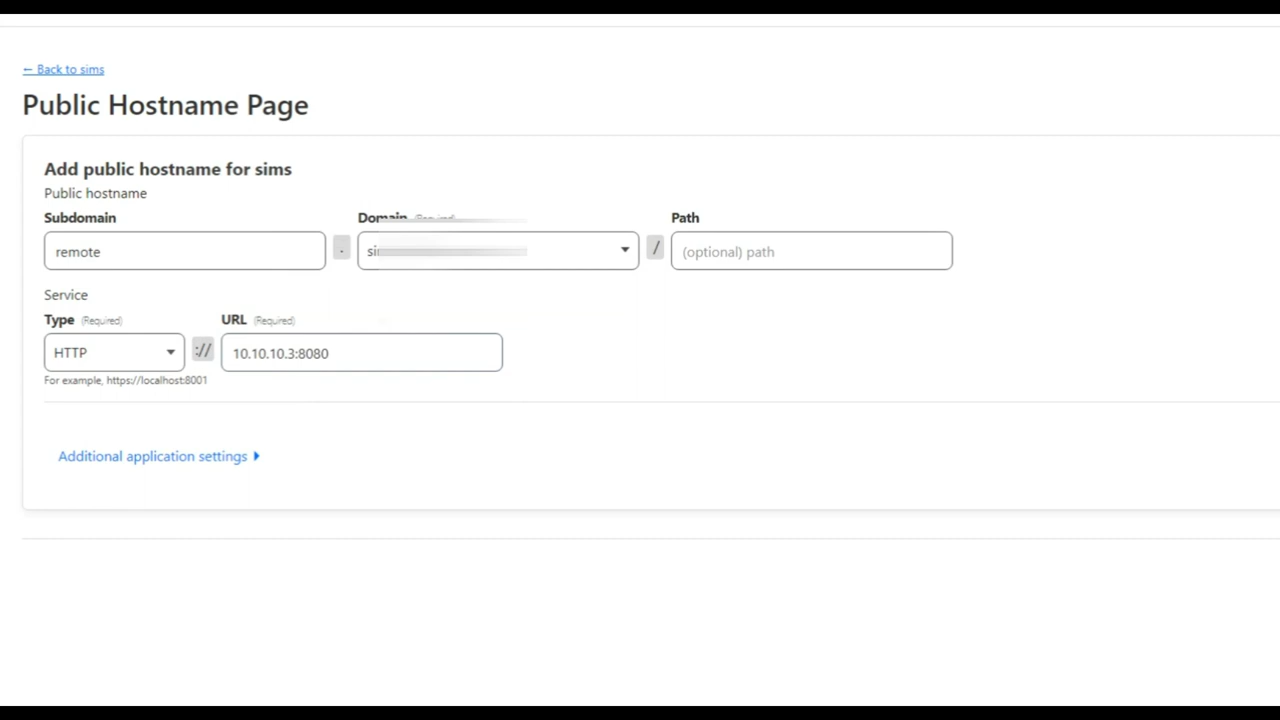 ← Back to sims
Public Hostname Page
Add public hostname for sims
Public hostname
Subdomain Domain (Required) Path
remote . / (optional) path
Service
Type (Required) URL (Required)
HTTP :// 10.10.10.3:8080
For example, https://localhost:8001
Additional application settings